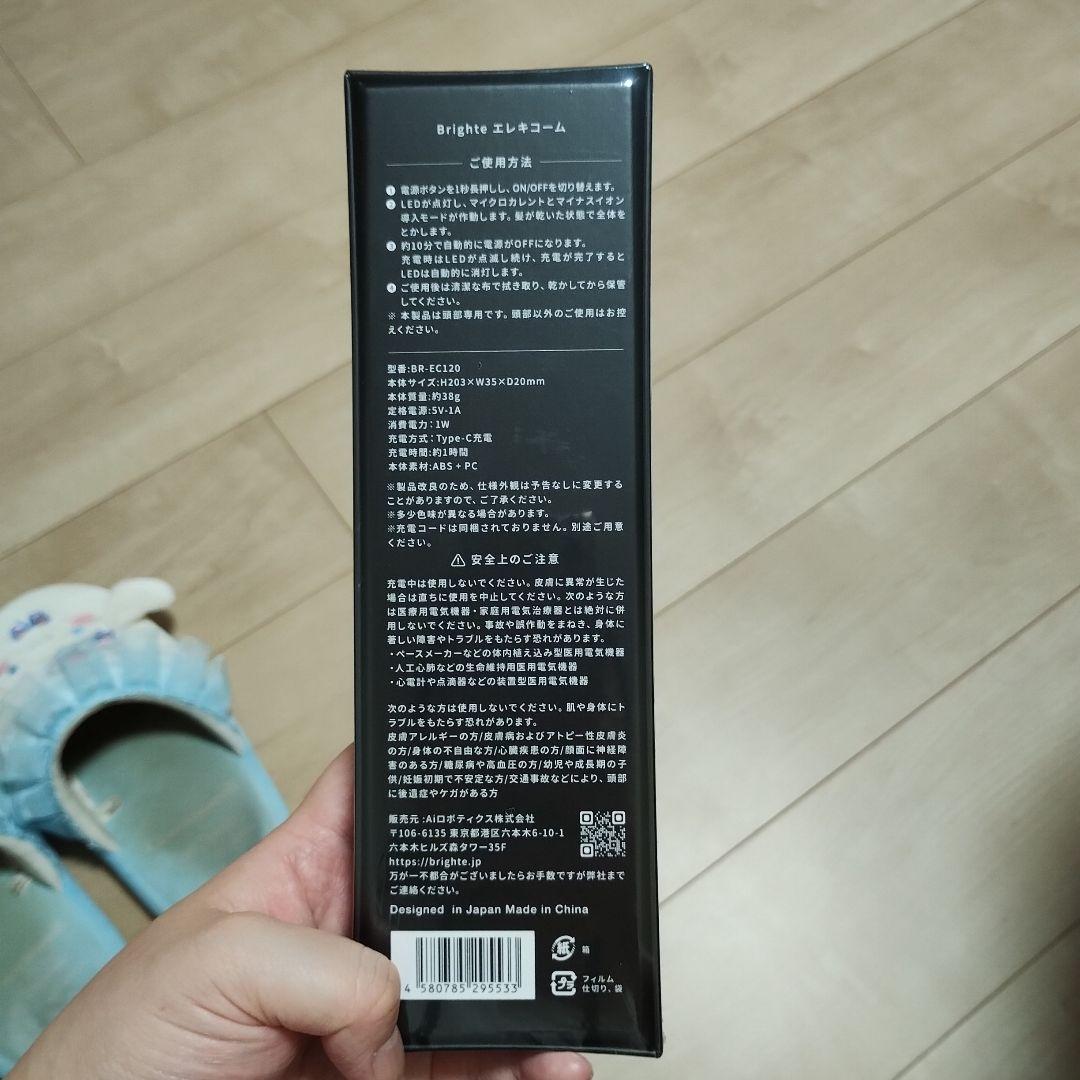 Brighte エレキコーム
ご使用方法
❶ 電源ボタンを1秒長押しし、ON/OFFを切り替えます。
❷ LEDが点灯し、マイクロカレントとマイナスイオン
導入モードが作動します。髪が乾いた状態で全体を
とかします。
❸ 約10分で自動的に電源がOFFになります。
充電時はLEDが点滅し続け、充電が完了すると
LEDは自動的に消灯します。
❹ ご使用後は清潔な布で拭き取り、乾かしてから保管
してください。
※ 本製品は頭部専用です。頭部以外のご使用はお控
えください。
型番:BR-EC120
本体サイズ:H203×W35×D20mm
本体質量:約38g
定格電源:5V-1A
消費電力：1W
充電方式：Type-C充電
充電時間:約1時間
本体素材:ABS + PC
※製品改良のため、仕様外観は予告なしに変更する
ことがありますので、ご了承ください。
※多少色味が異なる場合があります。
※充電コードは同梱されておりません。別途ご用意
ください。
⚠ 安全上のご注意
充電中は使用しないでください。皮膚に異常が生じた
場合は直ちに使用を中止してください。次のような方
は医療用電気機器・家庭用電気治療器とは絶対に併
用しないでください。事故や誤作動をまねき、身体に
著しい障害やトラブルをもたらす恐れがあります。
・ペースメーカーなどの体内植え込み型医用電気機器
・人工心肺などの生命維持用医用電気機器
・心電計や点滴器などの装置型医用電気機器
次のような方は使用しないでください。肌や身体にト
ラブルをもたらす恐れがあります。
皮膚アレルギーの方/皮膚病およびアトピー性皮膚炎
の方/身体の不自由な方/心臓疾患の方/顔面に神経障
害のある方/糖尿病や高血圧の方/幼児や成長期の子
供/妊娠初期で不安定な方/交通事故などにより、頭部
に後遺症やケガがある方
販売元：Aiロボティクス株式会社
〒106-6135 東京都港区六本木6-10-1
六本木ヒルズ森タワー35F
https://brighte.jp
万が一不都合がございましたらお手数ですが弊社まで
ご連絡ください。
Designed in Japan Made in China
4 580785 295533
紙 箱
プラ フィルム
仕切り、袋